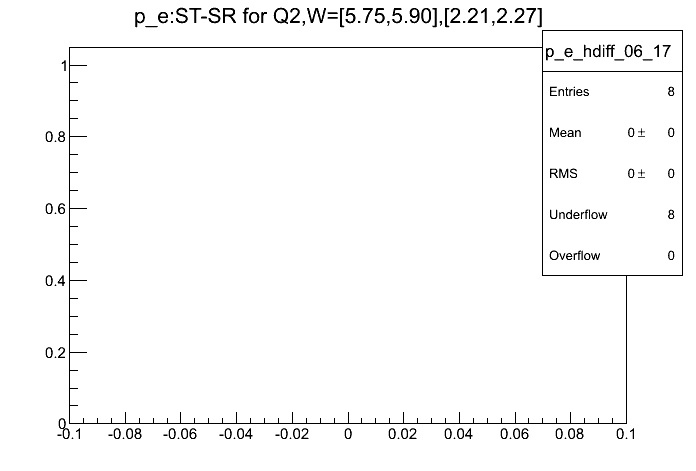 p_e:ST-SR for Q2,W=[5.75,5.90],[2.21,2.27]
p_e_hdiff_06_17
Entries 8
Mean 0 ± 0
RMS 0 ± 0
Underflow 8
Overflow 0
1
0.8
0.6
0.4
0.2
0
-0.1 -0.08 -0.06 -0.04 -0.02 0 0.02 0.04 0.06 0.08 0.1